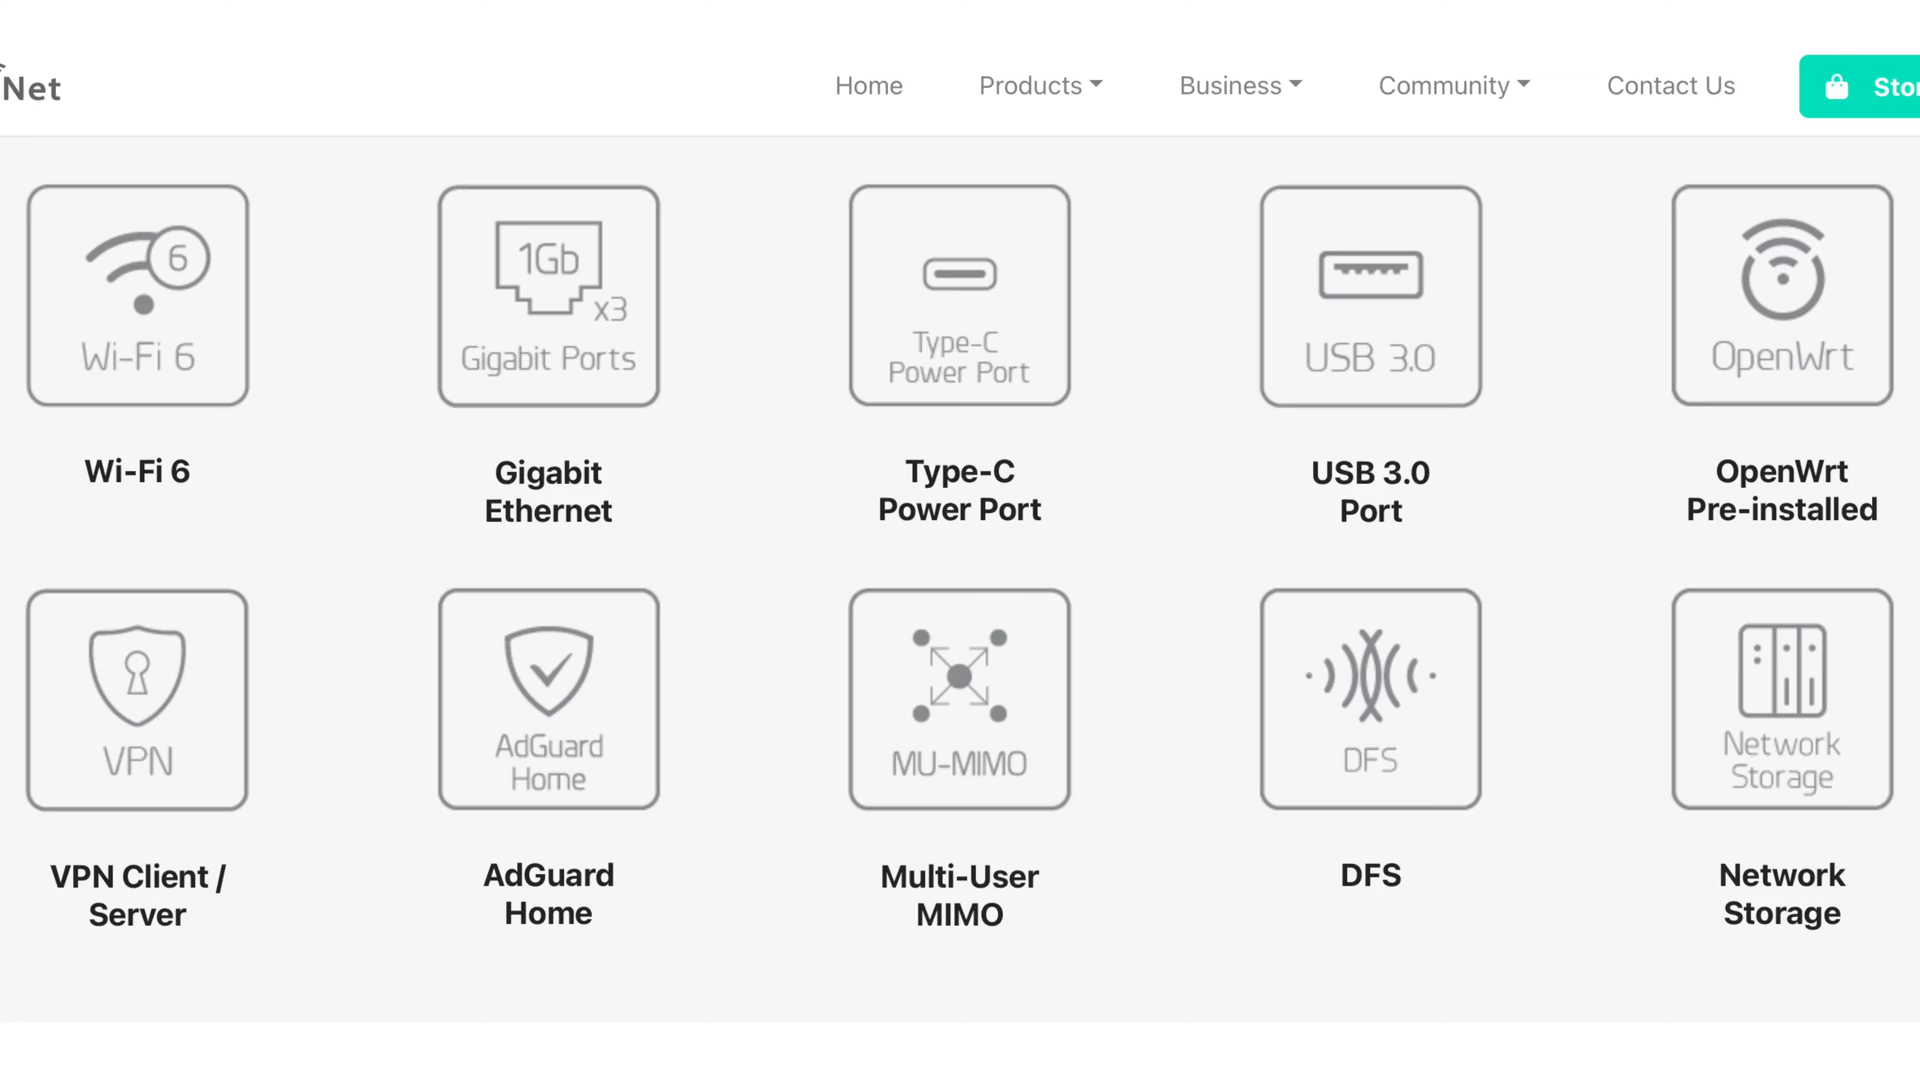 Net
Home Products Business Community Contact Us
6 1Gb
x3
Wi-Fi 6 Gigabit Ports Type-C
Power Port USB 3.0 OpenWrt
Wi-Fi 6
Gigabit
Ethernet
Type-C
Power Port
USB 3.0
Port
OpenWrt
Pre-installed
VPN
AdGuard
Home
MU-MIMO
DFS
Network
Storage
VPN Client /
Server
AdGuard
Home
Multi-User
MIMO
DFS
Network
Storage